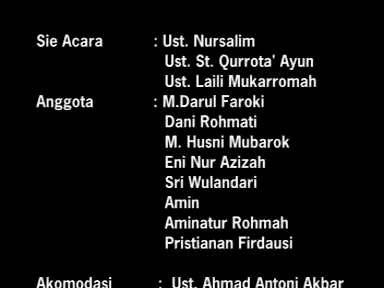 Sie Acara : Ust. Nursalim
Ust. St. Qurrota' Ayun
Ust. Laili Mukarromah
Anggota : M.Darul Faroki
Dani Rohmati
M. Husni Mubarok
Eni Nur Azizah
Sri Wulandari
Amin
Aminatur Rohmah
Pristianan Firdausi
Akomodasi : Ust. Ahmad Antoni Akbar